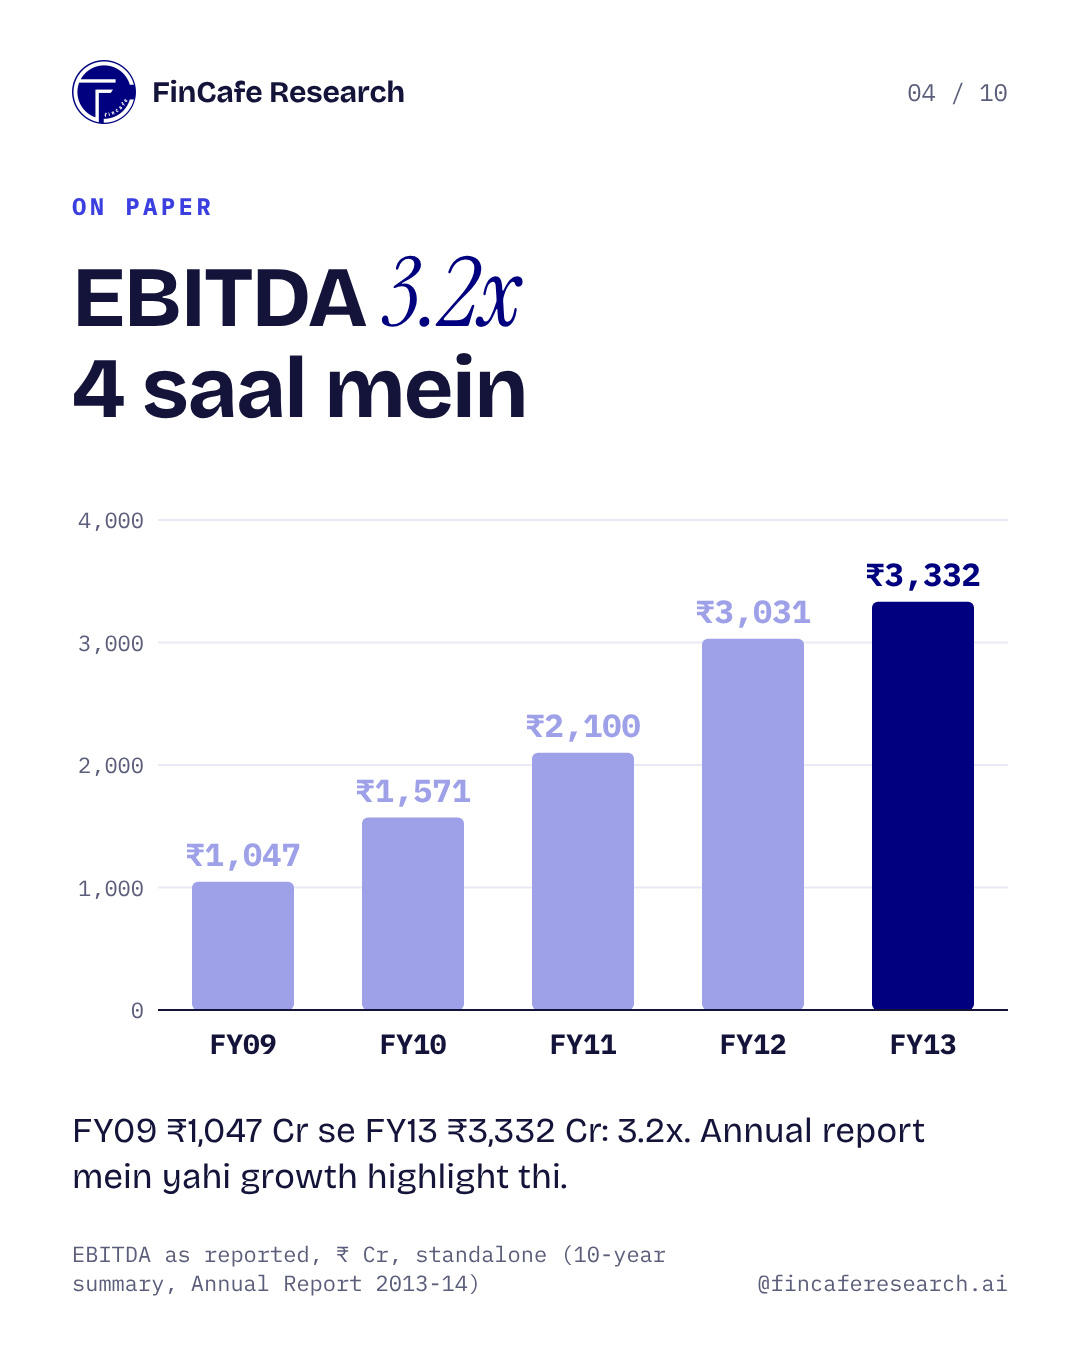 fincafe
FinCafe Research
04 / 10
ON PAPER
EBITDA 3.2x
4 saal mein
4,000
3,000
2,000
1,000
0
₹1,047
₹1,571
₹2,100
₹3,031
₹3,332
FY09
FY10
FY11
FY12
FY13
FY09 ₹1,047 Cr se FY13 ₹3,332 Cr: 3.2x. Annual report
mein yahi growth highlight thi.
EBITDA as reported, ₹ Cr, standalone (10-year
summary, Annual Report 2013-14)
@fincaferesearch.ai